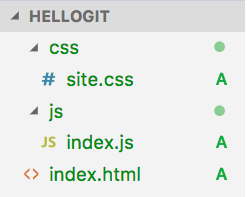 HELLOGIT
css
# site.css A
js
JS index.js A
<> index.html A